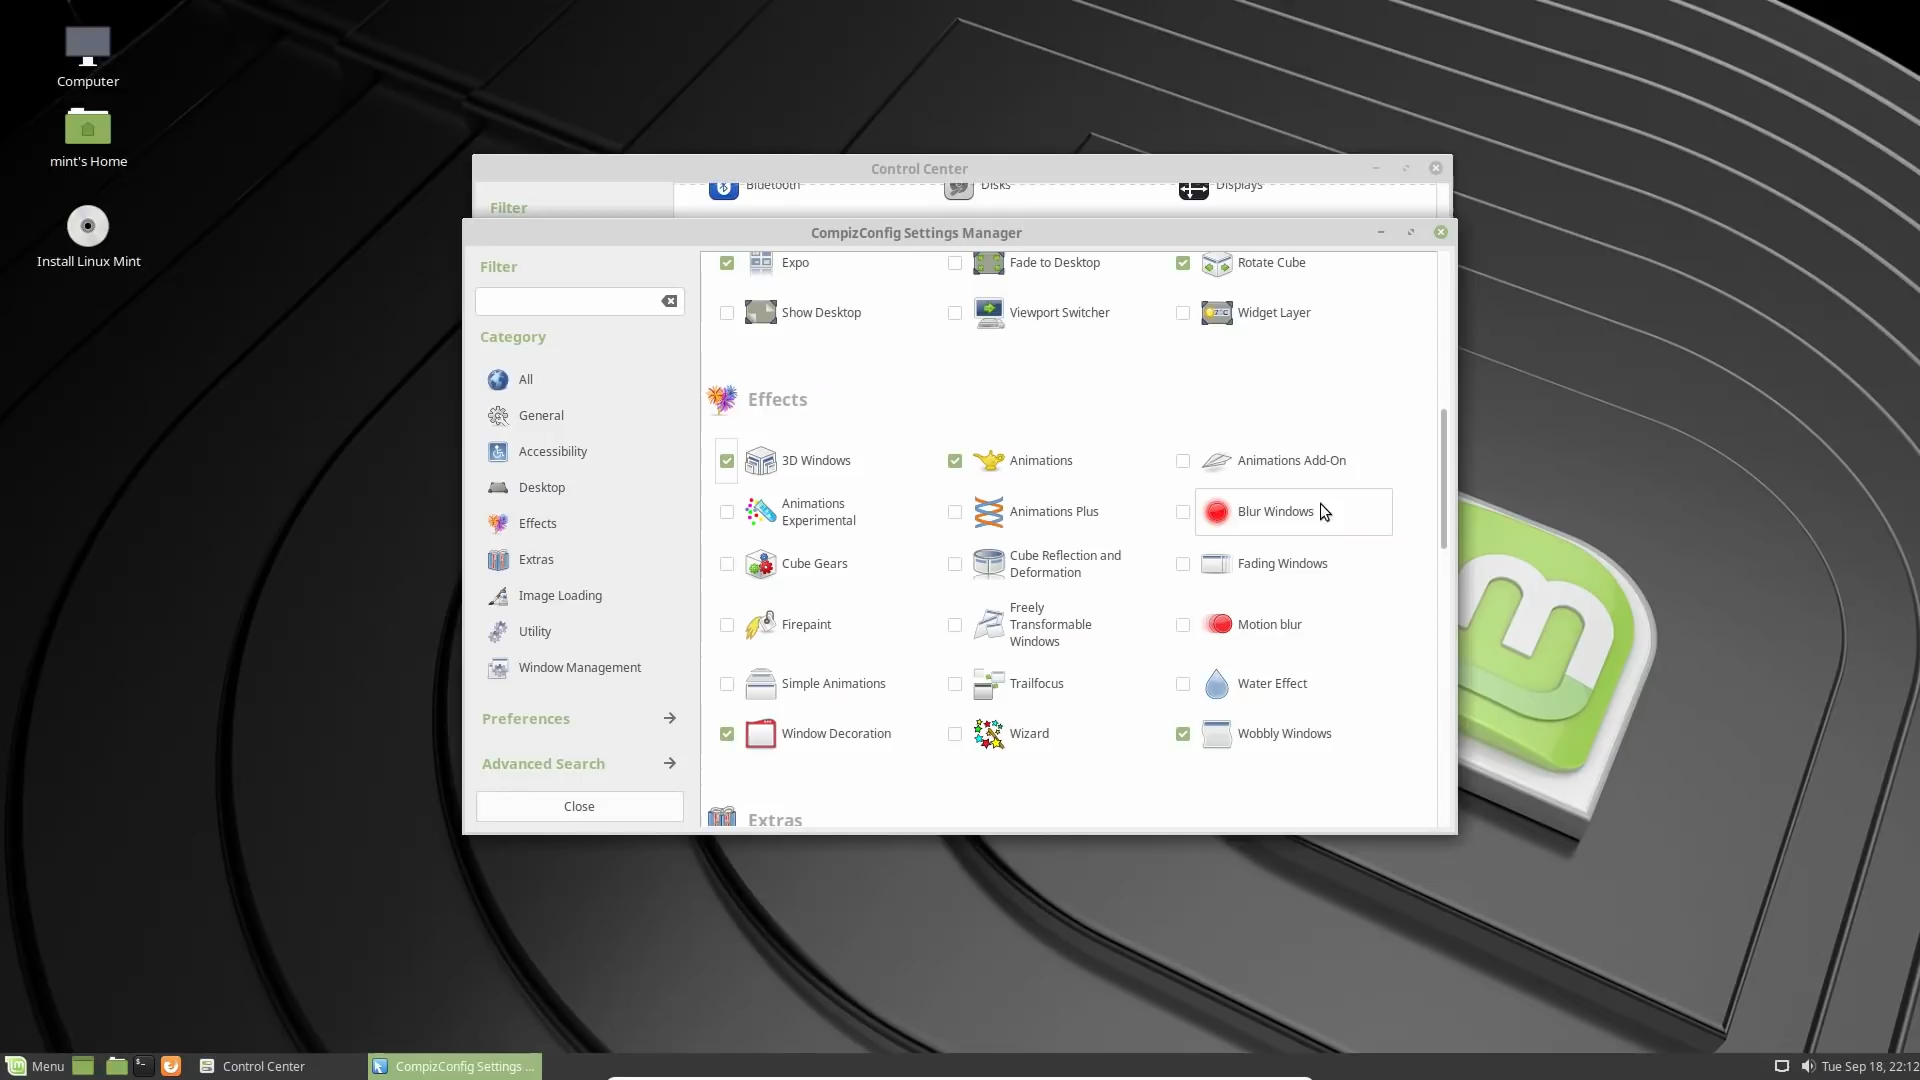 Computer
mint's Home
Install Linux Mint
Control Center
Filter
Bluetooth
Disks
Displays
CompizConfig Settings Manager
Filter
Category
All
General
Accessibility
Desktop
Effects
Extras
Image Loading
Utility
Window Management
Preferences
Advanced Search
Close
Expo
Fade to Desktop
Rotate Cube
Show Desktop
Viewport Switcher
Widget Layer
Effects
3D Windows
Animations
Animations Add-On
Animations
Experimental
Animations Plus
Blur Windows
Cube Gears
Cube Reflection and
Deformation
Fading Windows
Firepaint
Freely
Transformable
Windows
Motion blur
Simple Animations
Trailfocus
Water Effect
Window Decoration
Wizard
Wobbly Windows
Extras
Menu
Control Center
CompizConfig Settings ...
Tue Sep 18, 22:12